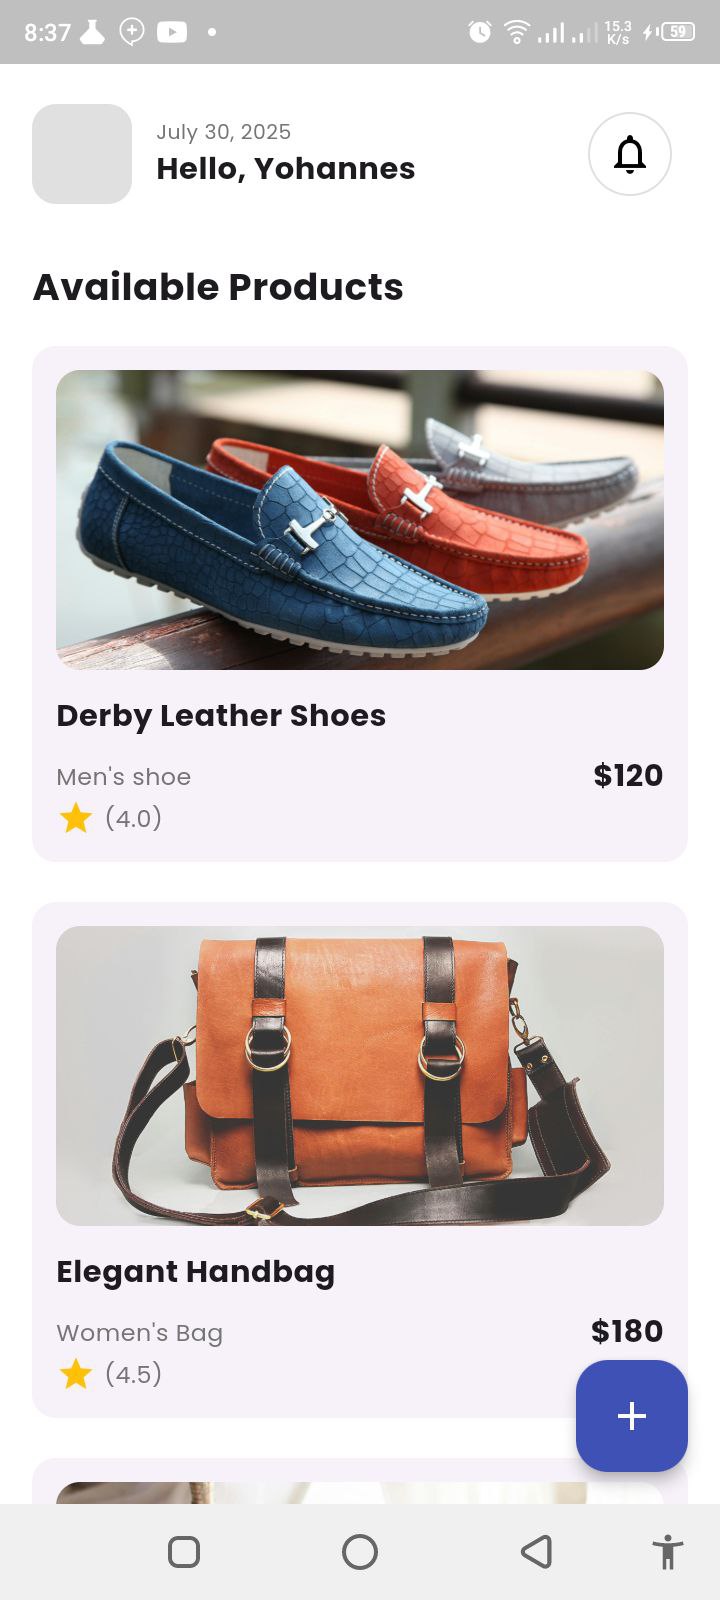 8:37
15.3
K/s
59
July 30, 2025
Hello, Yohannes
Available Products
Derby Leather Shoes
Men's shoe
$120
(4.0)
Elegant Handbag
Women's Bag
$180
(4.5)
+